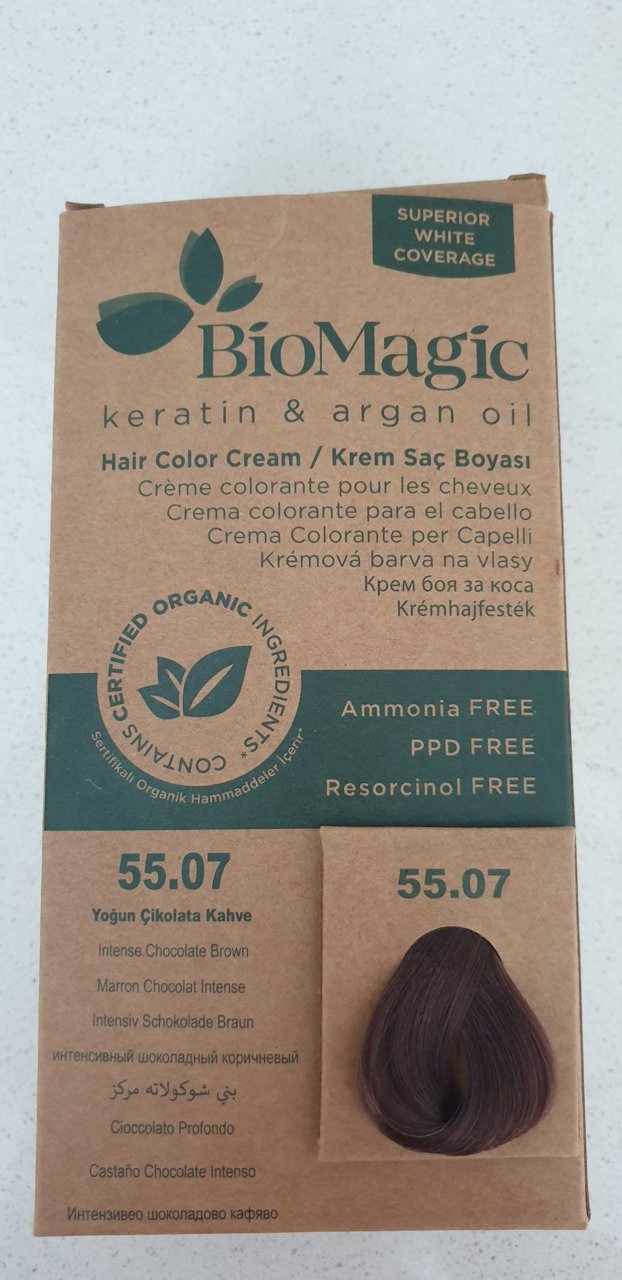 SUPERIOR
WHITE
COVERAGE
BioMagic
keratin & argan oil
Hair Color Cream / Krem Saç Boyası
Crème colorante pour les cheveux
Crema colorante para el cabello
Crema Colorante per Capelli
Krémová barva na vlasy
Крем боя за коса
Krémhajfesték
CONTAINS CERTIFIED ORGANIC INGREDIENTS*
Sertifikalı Organik Hammaddeler İçerir*
Ammonia FREE
PPD FREE
Resorcinol FREE
55.07
Yoğun Çikolata Kahve
Intense Chocolate Brown
Marron Chocolat Intense
Intensiv Schokolade Braun
интенсивный шоколадный коричневый
بني شوكولاته مركز
Cioccolato Profondo
Castaño Chocolate Intenso
Интензивео шоколадово кафяво
55.07